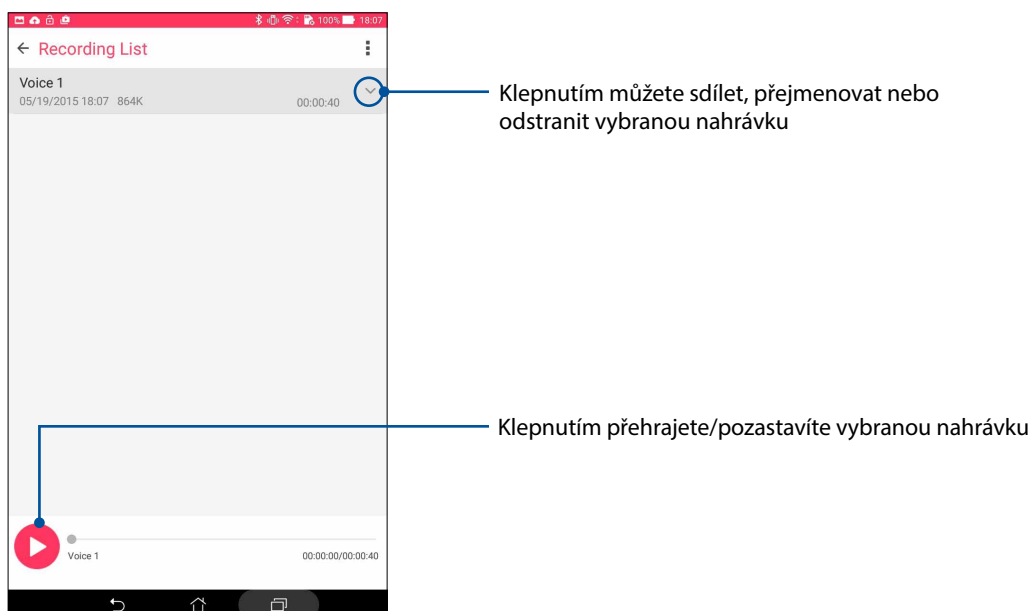 100% 18:07
Recording List
Voice 1
05/19/2015 18:07 864K 00:00:40
Klepnutím můžete sdílet, přejmenovat nebo
odstranit vybranou nahrávku
Klepnutím přehrajete/pozastavíte vybranou nahrávku
Voice 1 00:00:00/00:00:40